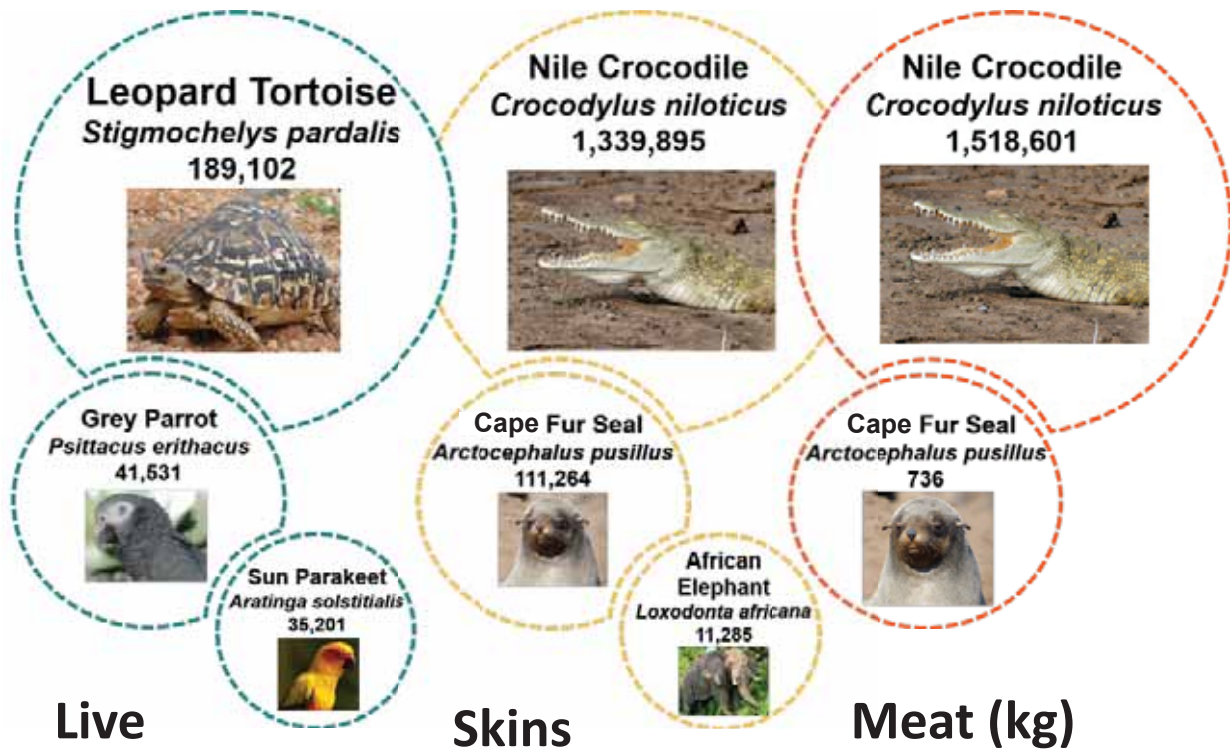 Leopard Tortoise
Stigmochelys pardalis
189,102
Nile Crocodile
Crocodylus niloticus
1,339,895
Nile Crocodile
Crocodylus niloticus
1,518,601
Grey Parrot
Psittacus erithacus
41,531
Cape Fur Seal
Arctocephalus pusillus
111,264
Cape Fur Seal
Arctocephalus pusillus
736
Sun Parakeet
Aratinga solstitialis
35,201
African
Elephant
Loxodonta africana
11,285
Live
Skins
Meat (kg)